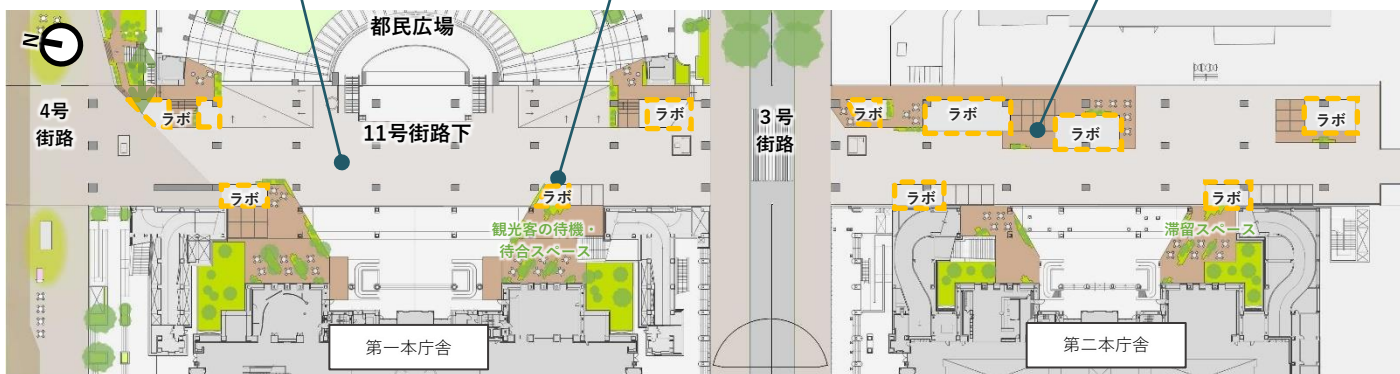 N
都民広場
4号
街路
ラボ
11号街路下
ラボ
3号
街路
ラボ
ラボ
ラボ
ラボ
ラボ
ラボ
ラボ
ラボ
観光客の待機・
待合スペース
滞留スペース
第一本庁舎
第二本庁舎